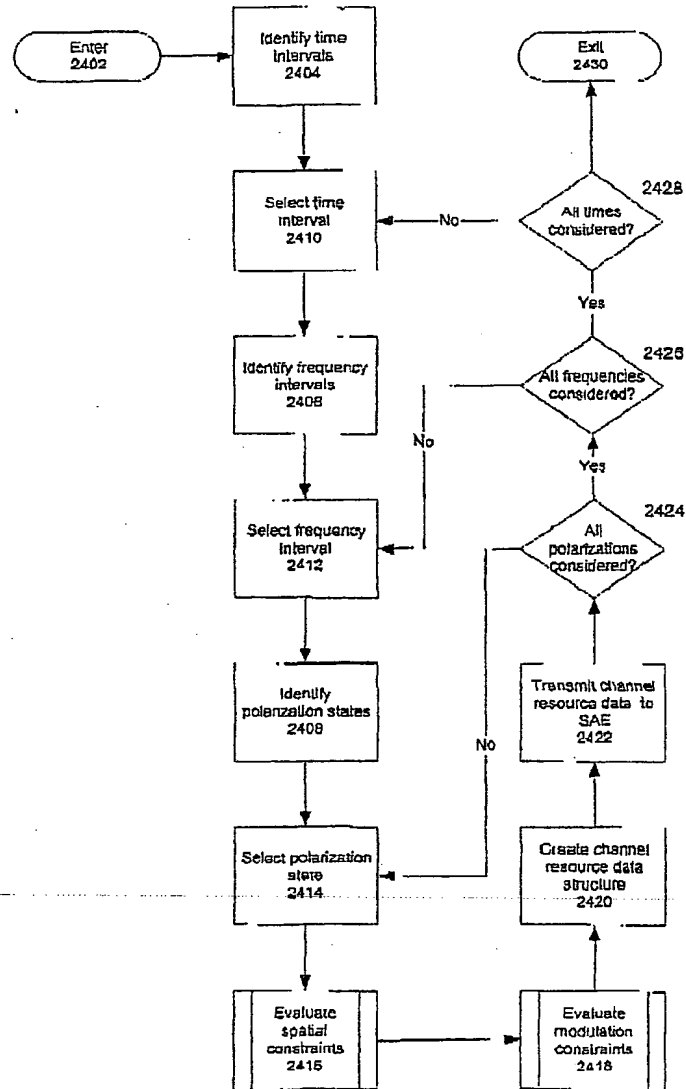 Enter
2402
Identify time
intervals
2404
Select time
interval
2410
Identify frequency
intervals
2406
Select frequency
interval
2412
Identify
polarization states
2408
Select polarization
state
2414
Evaluate
spatial
constraints
2416
Evaluate
modulation
constraints
2418
Create channel
resource data
structure
2420
Transmit channel
resource data to
SAE
2422
All
polarizations
considered?
2424
No
Yes
All frequencies
considered?
2426
No
Yes
All times
considered?
2428
No
Exit
2430